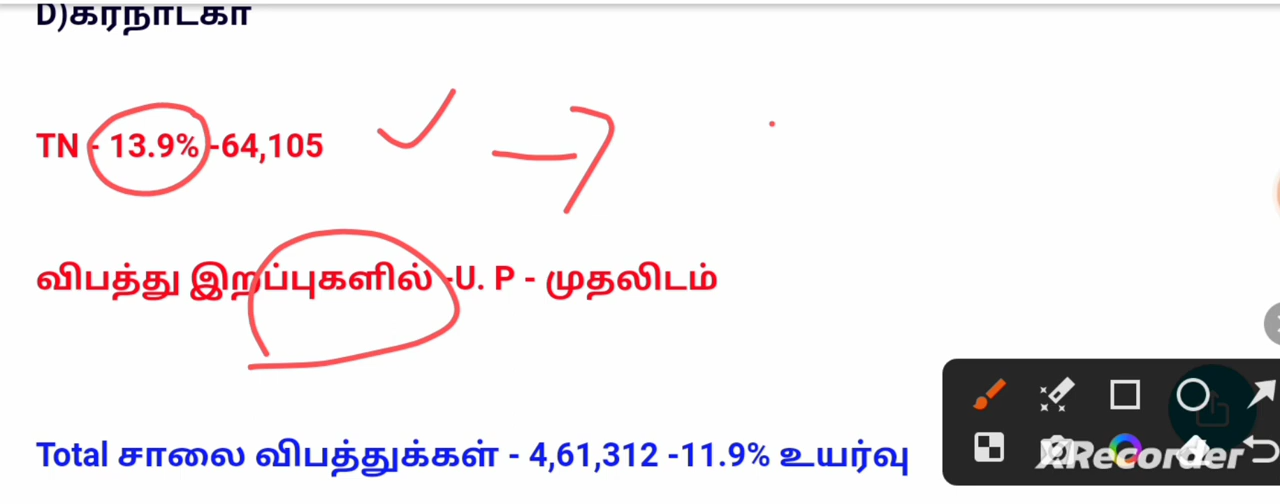 D)கர்நாடகா
TN - 13.9% -64,105
விபத்து இறப்புகளில் -U. P - முதலிடம்
Total சாலை விபத்துக்கள் - 4,61,312 -11.9% உயர்வு
XRecorder